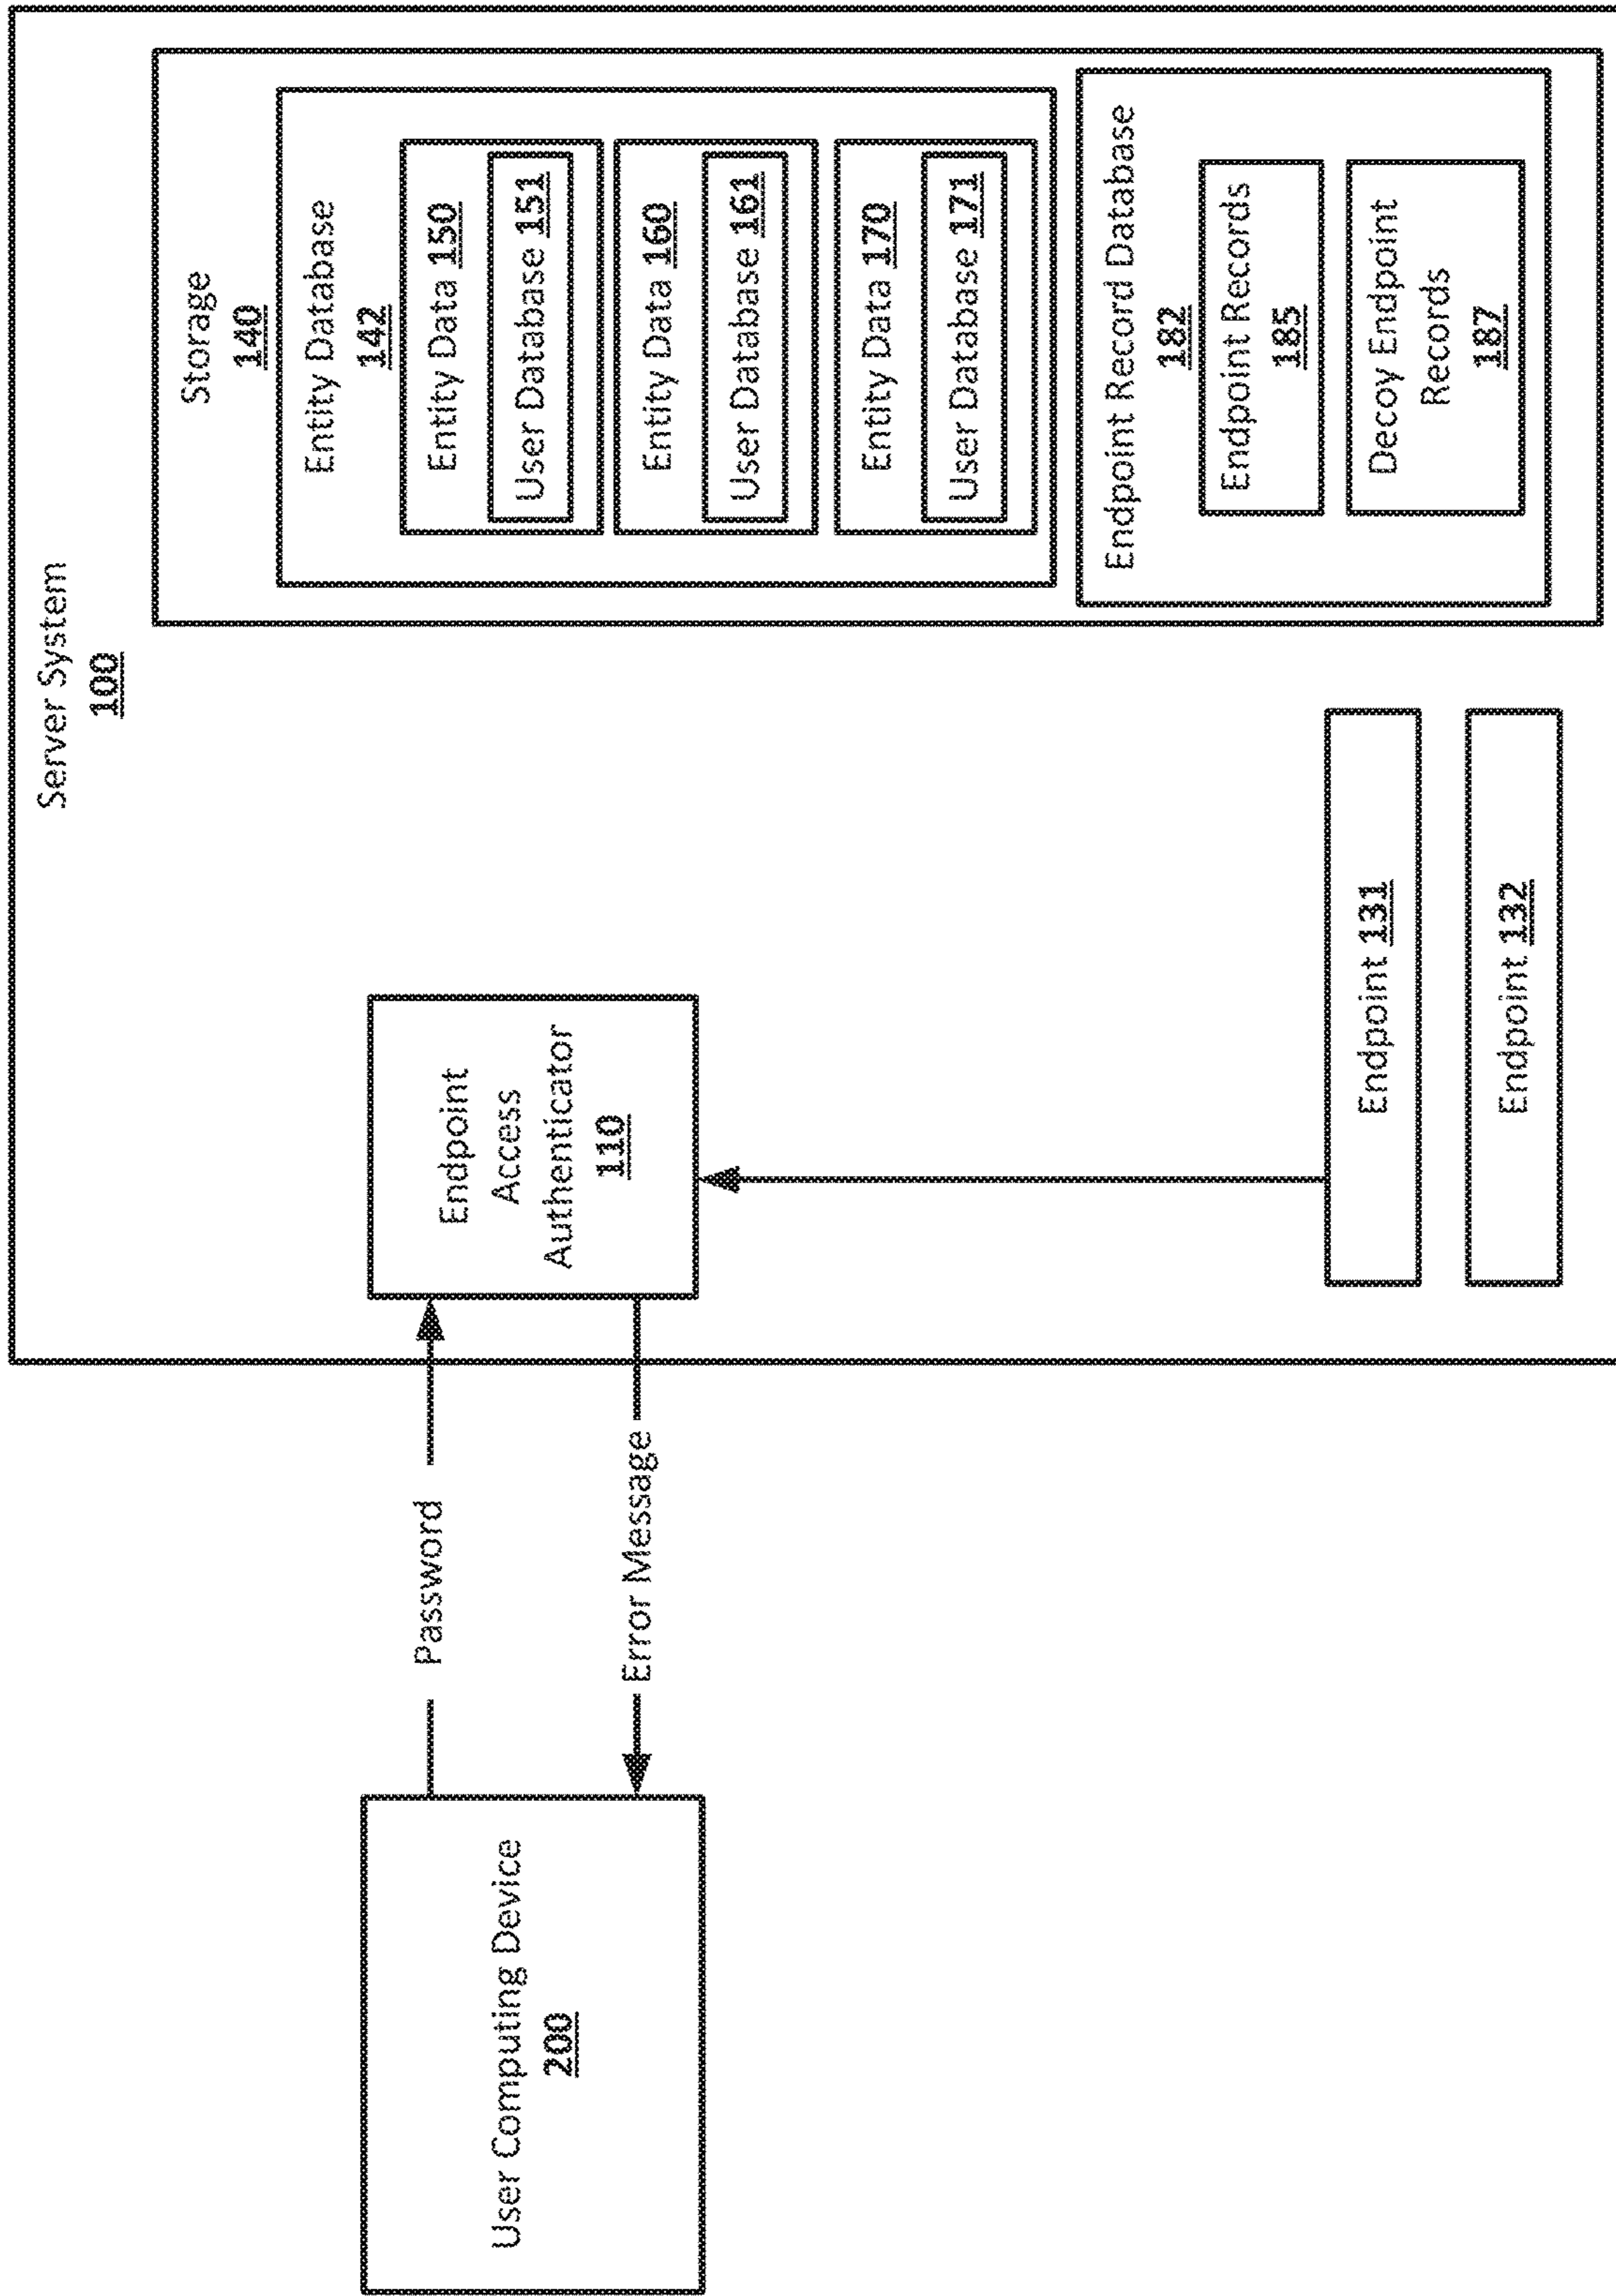 Server System
100
Storage
140
Entity Database
142
Entity Data 150
User Database 151
Entity Data 160
User Database 161
Entity Data 170
User Database 171
Endpoint Record Database
182
Endpoint Records
185
Decoy Endpoint
Records
187
Endpoint
Access
Authenticator
110
Endpoint 131
Endpoint 132
Password
Error Message
User Computing Device
200